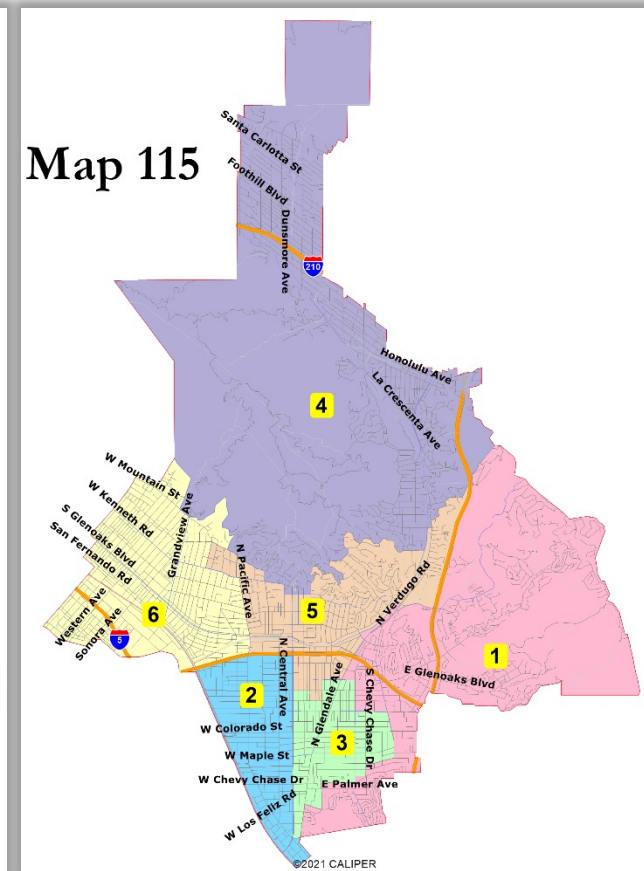 Santa Carlotta St
Map 115
Foothill Blvd
Dunsmore Ave
210
Honolulu Ave
La Crescenta Ave
4
W Mountain St
W Kenneth Rd
Grandview Ave
S Glenoaks Blvd
San Fernando Rd
N Pacific Ave
N Verdugo Rd
Western Ave
Sonora Ave
6
5
5
1
N Central Ave
E Glenoaks Blvd
2
N Glendale Ave
S Chevy Chase Dr
W Colorado St
3
W Maple St
W Chevy Chase Dr
E Palmer Ave
W Los Feliz Rd
©2021 CALIPER